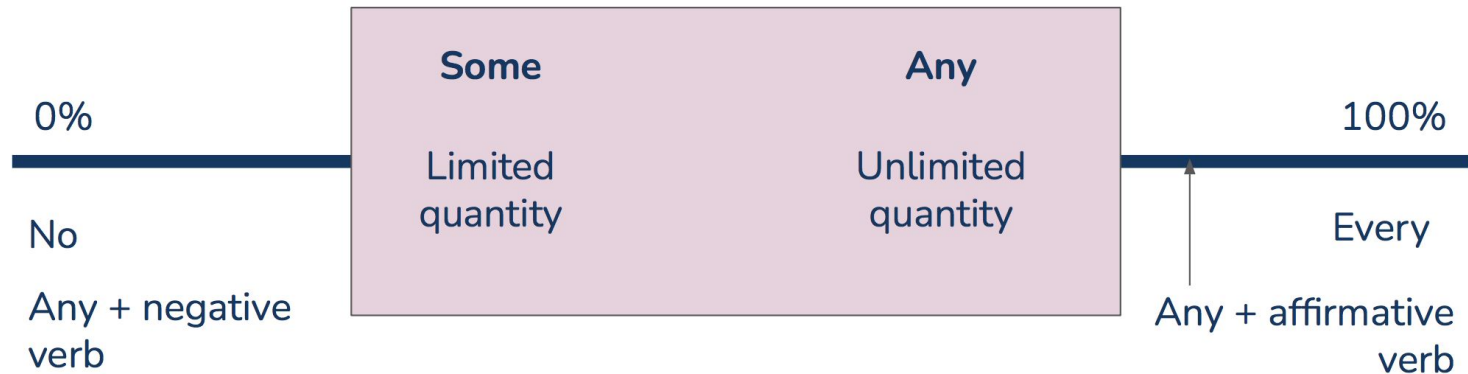 Some
Any
0%
100%
Limited
quantity
Unlimited
quantity
No
Every
Any + negative
verb
Any + affirmative
verb